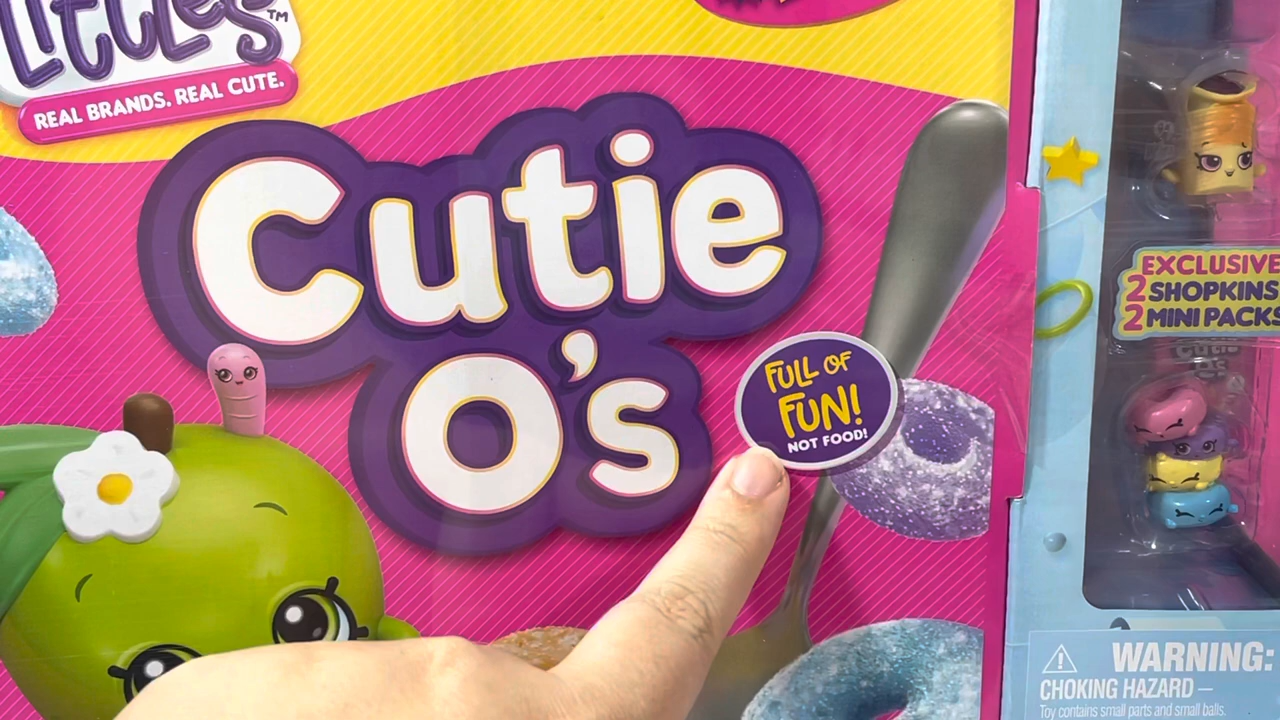 Littles™
REAL BRANDS. REAL CUTE.
Cutie
O's
FULL OF
FUN!
NOT FOOD!
EXCLUSIVE
2 SHOPKINS
2 MINI PACKS
WARNING:
CHOKING HAZARD –
Toy contains small parts and small balls.